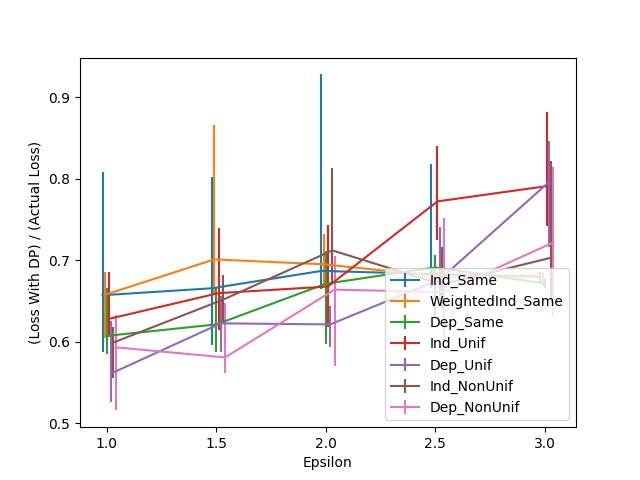 0.9
0.8
0.7
0.6
0.5
(Loss With DP) / (Actual Loss)
Ind_Same
WeightedInd_Same
Dep_Same
Ind_Unif
Dep_Unif
Ind_NonUnif
Dep_NonUnif
1.0
1.5
2.0
2.5
3.0
Epsilon